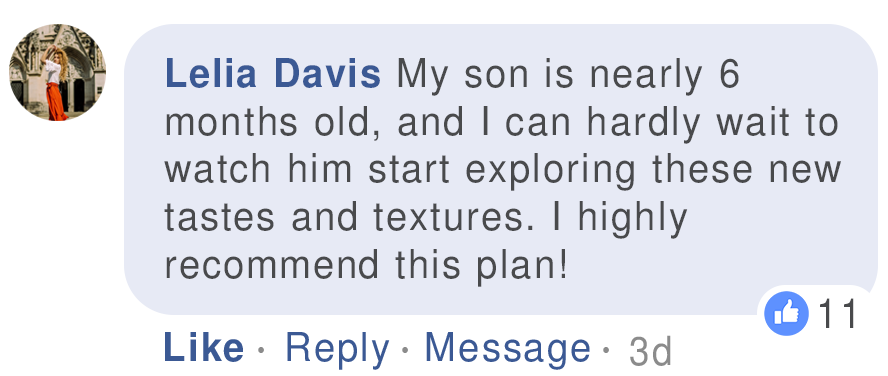 Lelia Davis My son is nearly 6
months old, and I can hardly wait to
watch him start exploring these new
tastes and textures. I highly
recommend this plan!
11
Like · Reply · Message · 3d